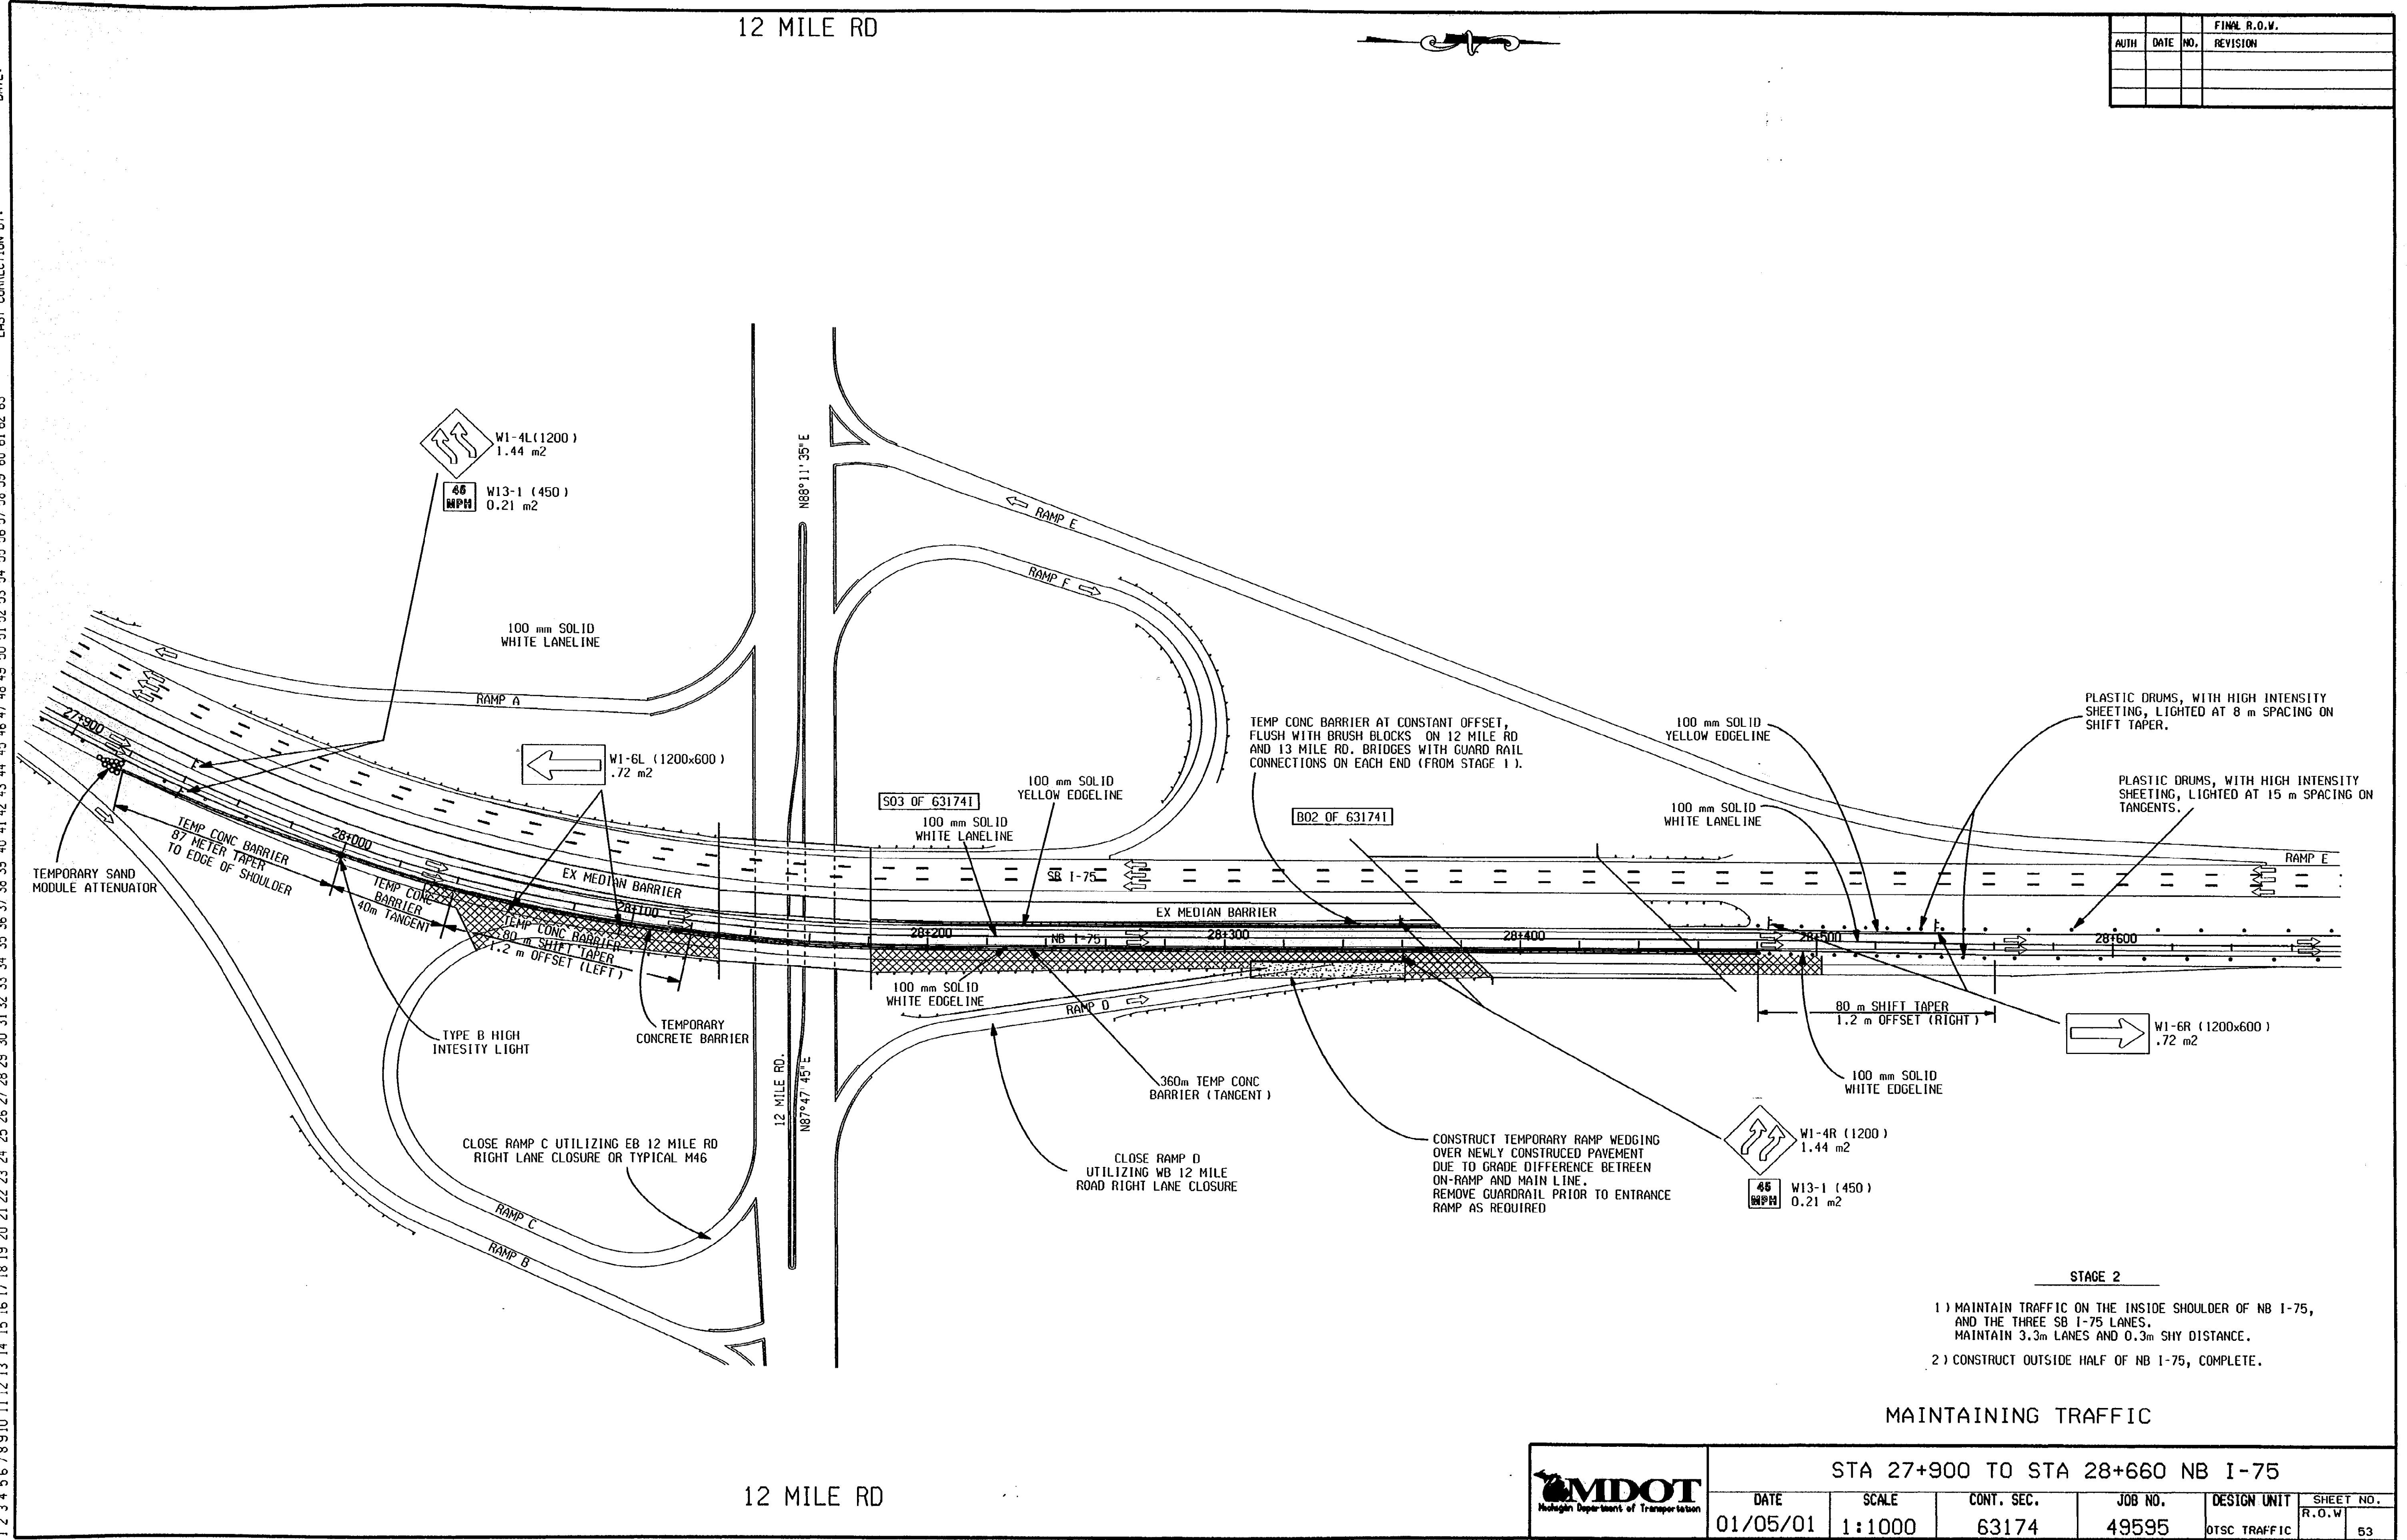 12 MILE RD
FINAL R.O.W.
AUTH DATE NO. REVISION
W1-4L(1200)
1.44 m2
45
MPH
W13-1 (450)
0.21 m2
N88°11'35"E
RAMP E
RAMP F
100 mm SOLID
WHITE LANELINE
RAMP A
27+900
W1-6L (1200x600)
.72 m2
TEMP CONC BARRIER AT CONSTANT OFFSET,
FLUSH WITH BRUSH BLOCKS ON 12 MILE RD
AND 13 MILE RD. BRIDGES WITH GUARD RAIL
CONNECTIONS ON EACH END (FROM STAGE 1).
100 mm SOLID
YELLOW EDGELINE
PLASTIC DRUMS, WITH HIGH INTENSITY
SHEETING, LIGHTED AT 8 m SPACING ON
SHIFT TAPER.
100 mm SOLID
YELLOW EDGELINE
PLASTIC DRUMS, WITH HIGH INTENSITY
SHEETING, LIGHTED AT 15 m SPACING ON
TANGENTS.
S03 OF 631741
100 mm SOLID
WHITE LANELINE
B02 OF 631741
100 mm SOLID
WHITE LANELINE
TEMP CONC BARRIER
87 METER TAPER
TO EDGE OF SHOULDER
28+000
TEMPORARY SAND
MODULE ATTENUATOR
TEMP CONC
BARRIER
40m TANGENT
EX MEDIAN BARRIER
SB I-75
RAMP E
28+100
TEMP CONC BARRIER
80 m SHIFT TAPER
1.2 m OFFSET (LEFT)
EX MEDIAN BARRIER
28+200
NB I-75
28+300
28+400
28+500
28+600
100 mm SOLID
WHITE EDGELINE
RAMP D
80 m SHIFT TAPER
1.2 m OFFSET (RIGHT)
W1-6R (1200x600)
.72 m2
TYPE B HIGH
INTESITY LIGHT
TEMPORARY
CONCRETE BARRIER
12 MILE RD.
N87°47'45"E
360m TEMP CONC
BARRIER (TANGENT)
100 mm SOLID
WHITE EDGELINE
CLOSE RAMP C UTILIZING EB 12 MILE RD
RIGHT LANE CLOSURE OR TYPICAL M46
CLOSE RAMP D
UTILIZING WB 12 MILE
ROAD RIGHT LANE CLOSURE
CONSTRUCT TEMPORARY RAMP WEDGING
OVER NEWLY CONSTRUCED PAVEMENT
DUE TO GRADE DIFFERENCE BETREEN
ON-RAMP AND MAIN LINE.
REMOVE GUARDRAIL PRIOR TO ENTRANCE
RAMP AS REQUIRED
W1-4R (1200)
1.44 m2
45
MPH
W13-1 (450)
0.21 m2
RAMP C
RAMP B
STAGE 2
1) MAINTAIN TRAFFIC ON THE INSIDE SHOULDER OF NB I-75,
AND THE THREE SB I-75 LANES.
MAINTAIN 3.3m LANES AND 0.3m SHY DISTANCE.
2) CONSTRUCT OUTSIDE HALF OF NB I-75, COMPLETE.
MAINTAINING TRAFFIC
12 MILE RD
MDOT
Michigan Department of Transportation
STA 27+900 TO STA 28+660 NB I-75
DATE SCALE CONT. SEC. JOB NO. DESIGN UNIT SHEET NO.
01/05/01 1:1000 63174 49595 OTSC TRAFFIC R.O.W 53